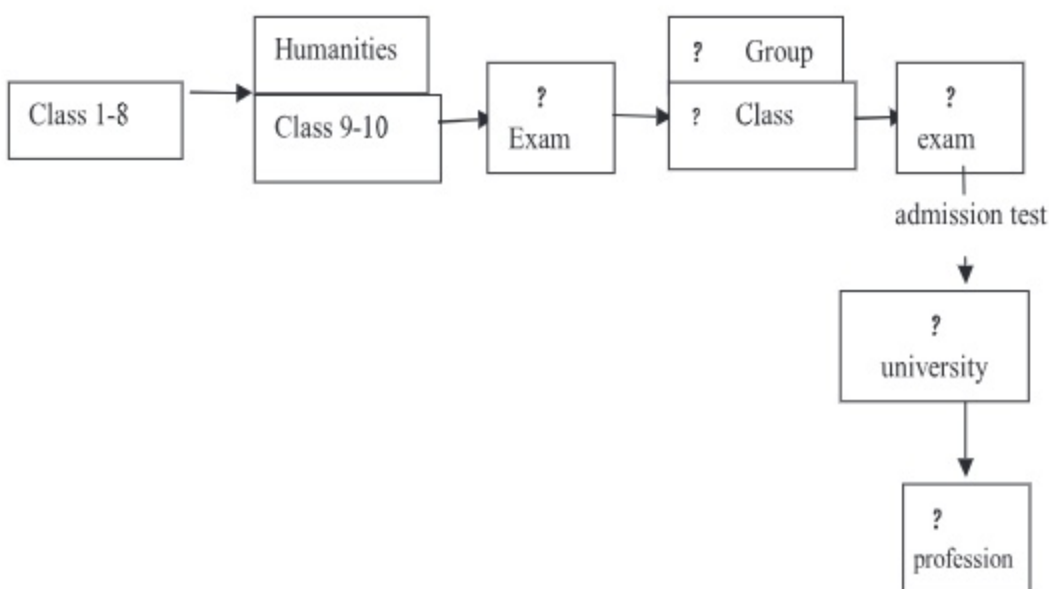 Class 1-8
Humanities
Class 9-10
?
Exam
? Group
? Class
?
exam
admission test
?
university
?
profession